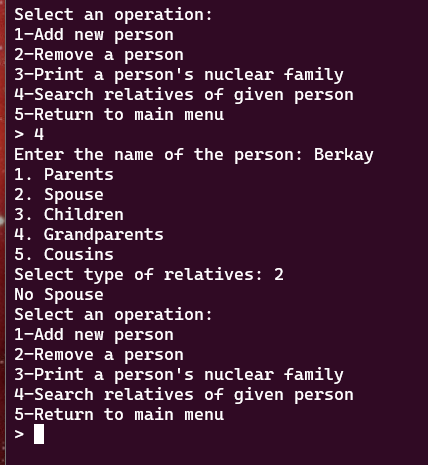 Select an operation:
1-Add new person
2-Remove a person
3-Print a person's nuclear family
4-Search relatives of given person
5-Return to main menu
> 4
Enter the name of the person: Berkay
1. Parents
2. Spouse
3. Children
4. Grandparents
5. Cousins
Select type of relatives: 2
No Spouse
Select an operation:
1-Add new person
2-Remove a person
3-Print a person's nuclear family
4-Search relatives of given person
5-Return to main menu
>